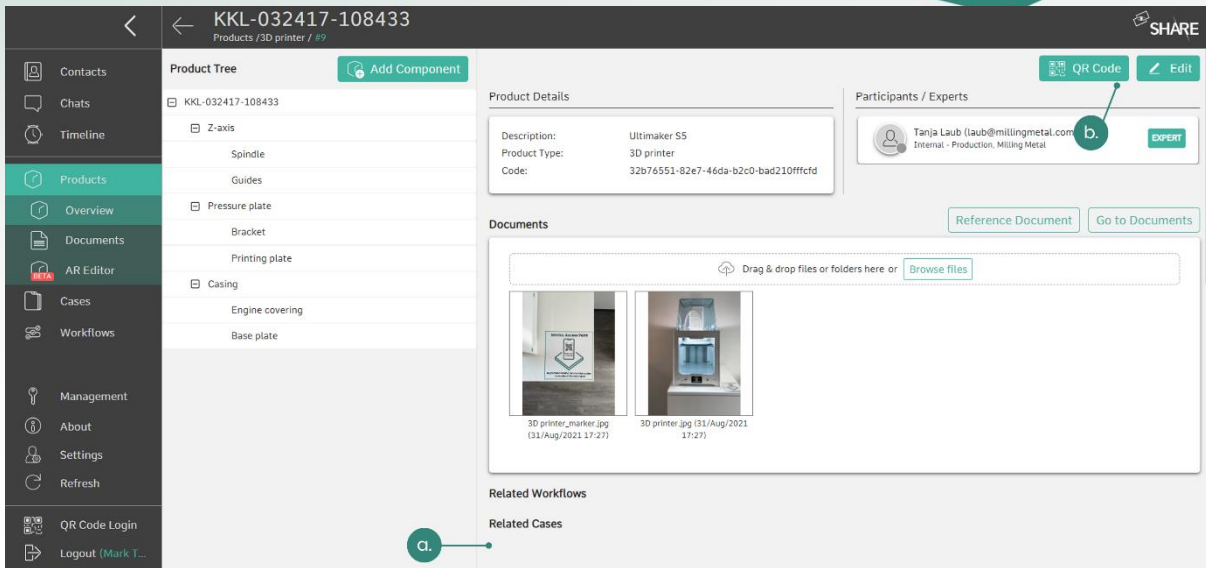 KKL-032417-108433
Products /3D printer / #9
SHARE
Contacts
Chats
Timeline
Products
Overview
Documents
BETA
AR Editor
Cases
Workflows
Management
About
Settings
Refresh
QR Code Login
Logout (Mark T...
Product Tree
Add Component
KKL-032417-108433
Z-axis
Spindle
Guides
Pressure plate
Bracket
Printing plate
Casing
Engine covering
Base plate
QR Code
Edit
Product Details
Description: Ultimaker S5
Product Type: 3D printer
Code: 32b76551-82e7-46da-b2c0-bad210fffcfd
Participants / Experts
Tanja Laub (laub@millingmetal.com
Internal - Production, Milling Metal
EXPERT
b.
Documents
Reference Document
Go to Documents
Drag & drop files or folders here or Browse files
3D printer_marker.jpg
(31/Aug/2021 17:27)
3D printer.jpg (31/Aug/2021
17:27)
Related Workflows
Related Cases
a.